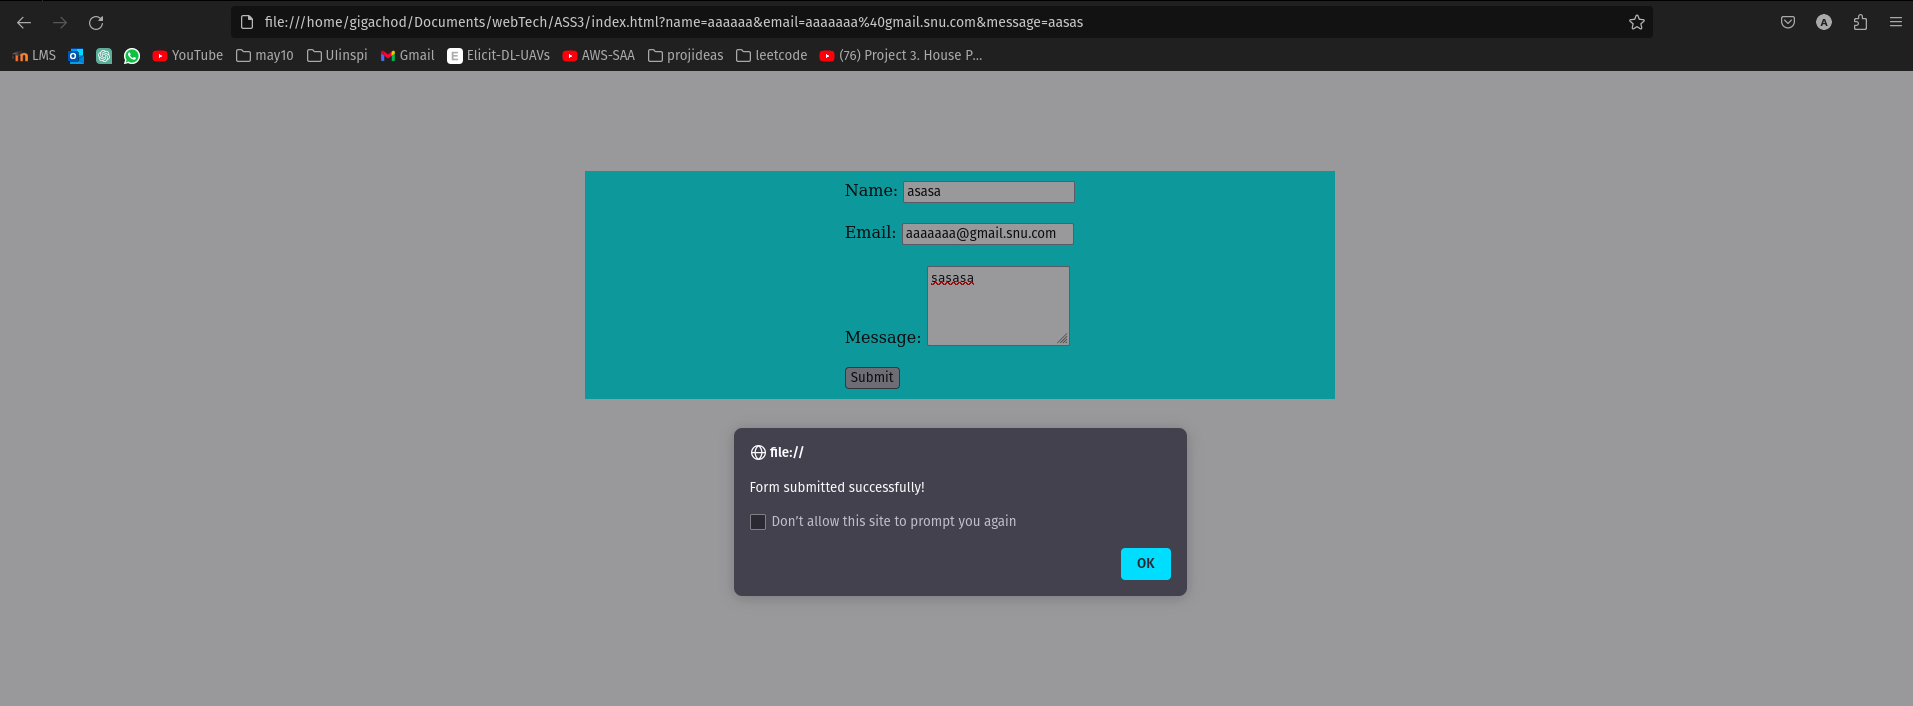 file:///home/gigachod/Documents/webTech/ASS3/index.html?name=aaaaaa&email=aaaaaaa%40gmail.snu.com&message=aasas
A
LMS YouTube may10 UIinspi Gmail E Elicit-DL-UAVs AWS-SAA projideas leetcode (76) Project 3. House P...
Name: asasa
Email: aaaaaaa@gmail.snu.com
sasasa
Message:
Submit
file://
Form submitted successfully!
Don't allow this site to prompt you again
OK